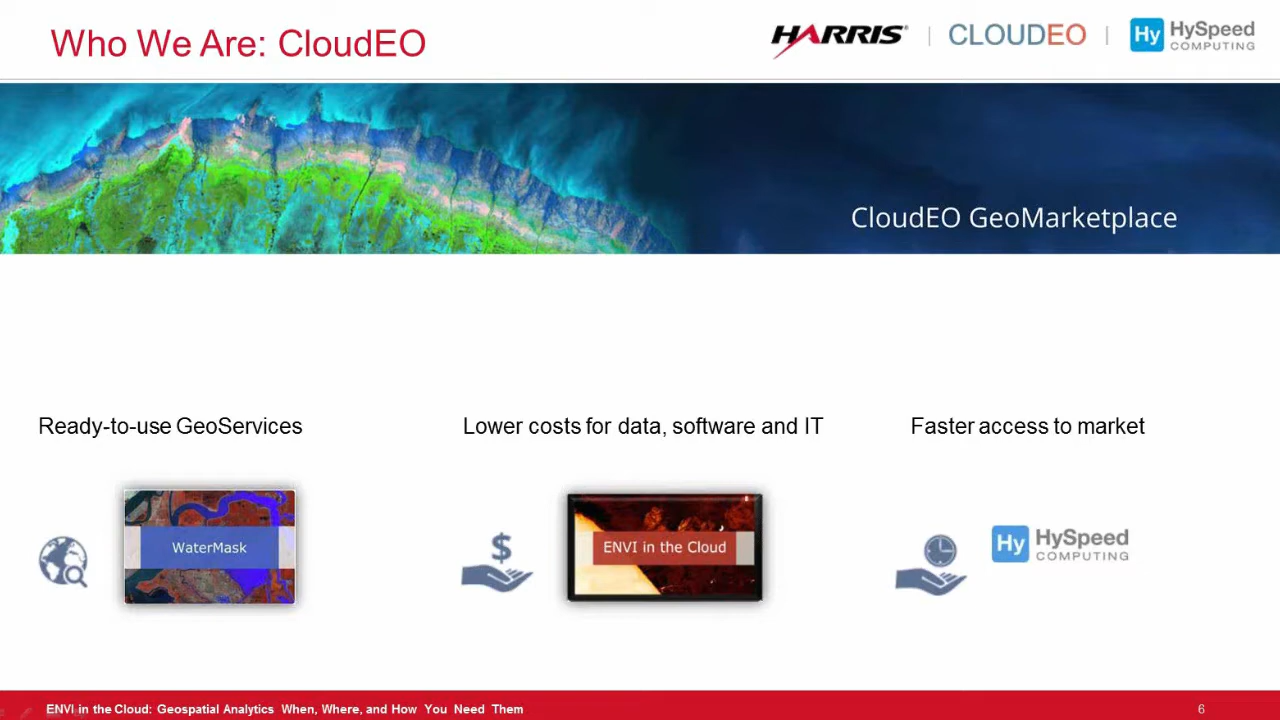 Who We Are: CloudEO
HARRIS® | CLOUDEO | Hy HySpeed COMPUTING
CloudEO GeoMarketplace
Ready-to-use GeoServices
Lower costs for data, software and IT
Faster access to market
WaterMask
$
ENVI in the Cloud
Hy HySpeed COMPUTING
ENVI in the Cloud: Geospatial Analytics When, Where, and How You Need Them
6